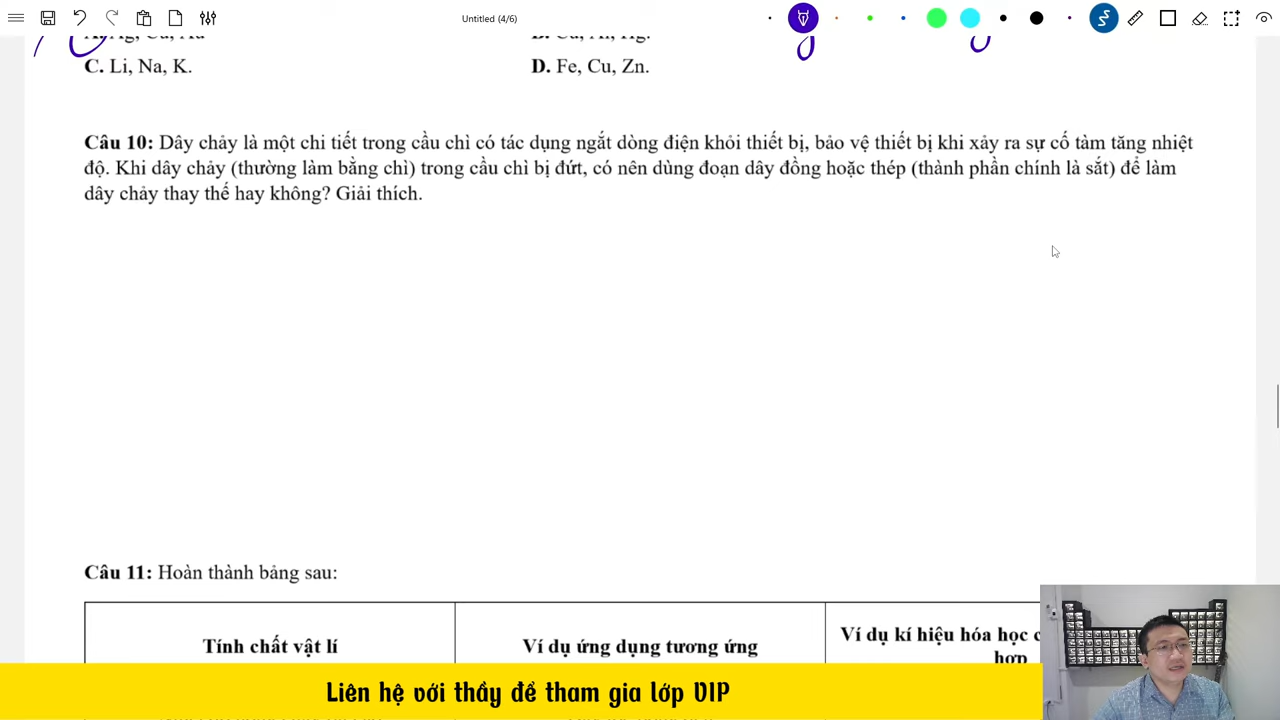 Untitled (4/6)
C. Li, Na, K.
D. Fe, Cu, Zn.
Câu 10: Dây chảy là một chi tiết trong cầu chì có tác dụng ngắt dòng điện khỏi thiết bị, bảo vệ thiết bị khi xảy ra sự cố tàm tăng nhiệt
độ. Khi dây chảy (thường làm bằng chì) trong cầu chì bị đứt, có nên dùng đoạn dây đồng hoặc thép (thành phần chính là sắt) để làm
dây chảy thay thế hay không? Giải thích.
Câu 11: Hoàn thành bảng sau:
Tính chất vật lí
Ví dụ ứng dụng tương ứng
Ví dụ kí hiệu hóa học
hợp
Liên hệ với thầy để tham gia lớp VIP